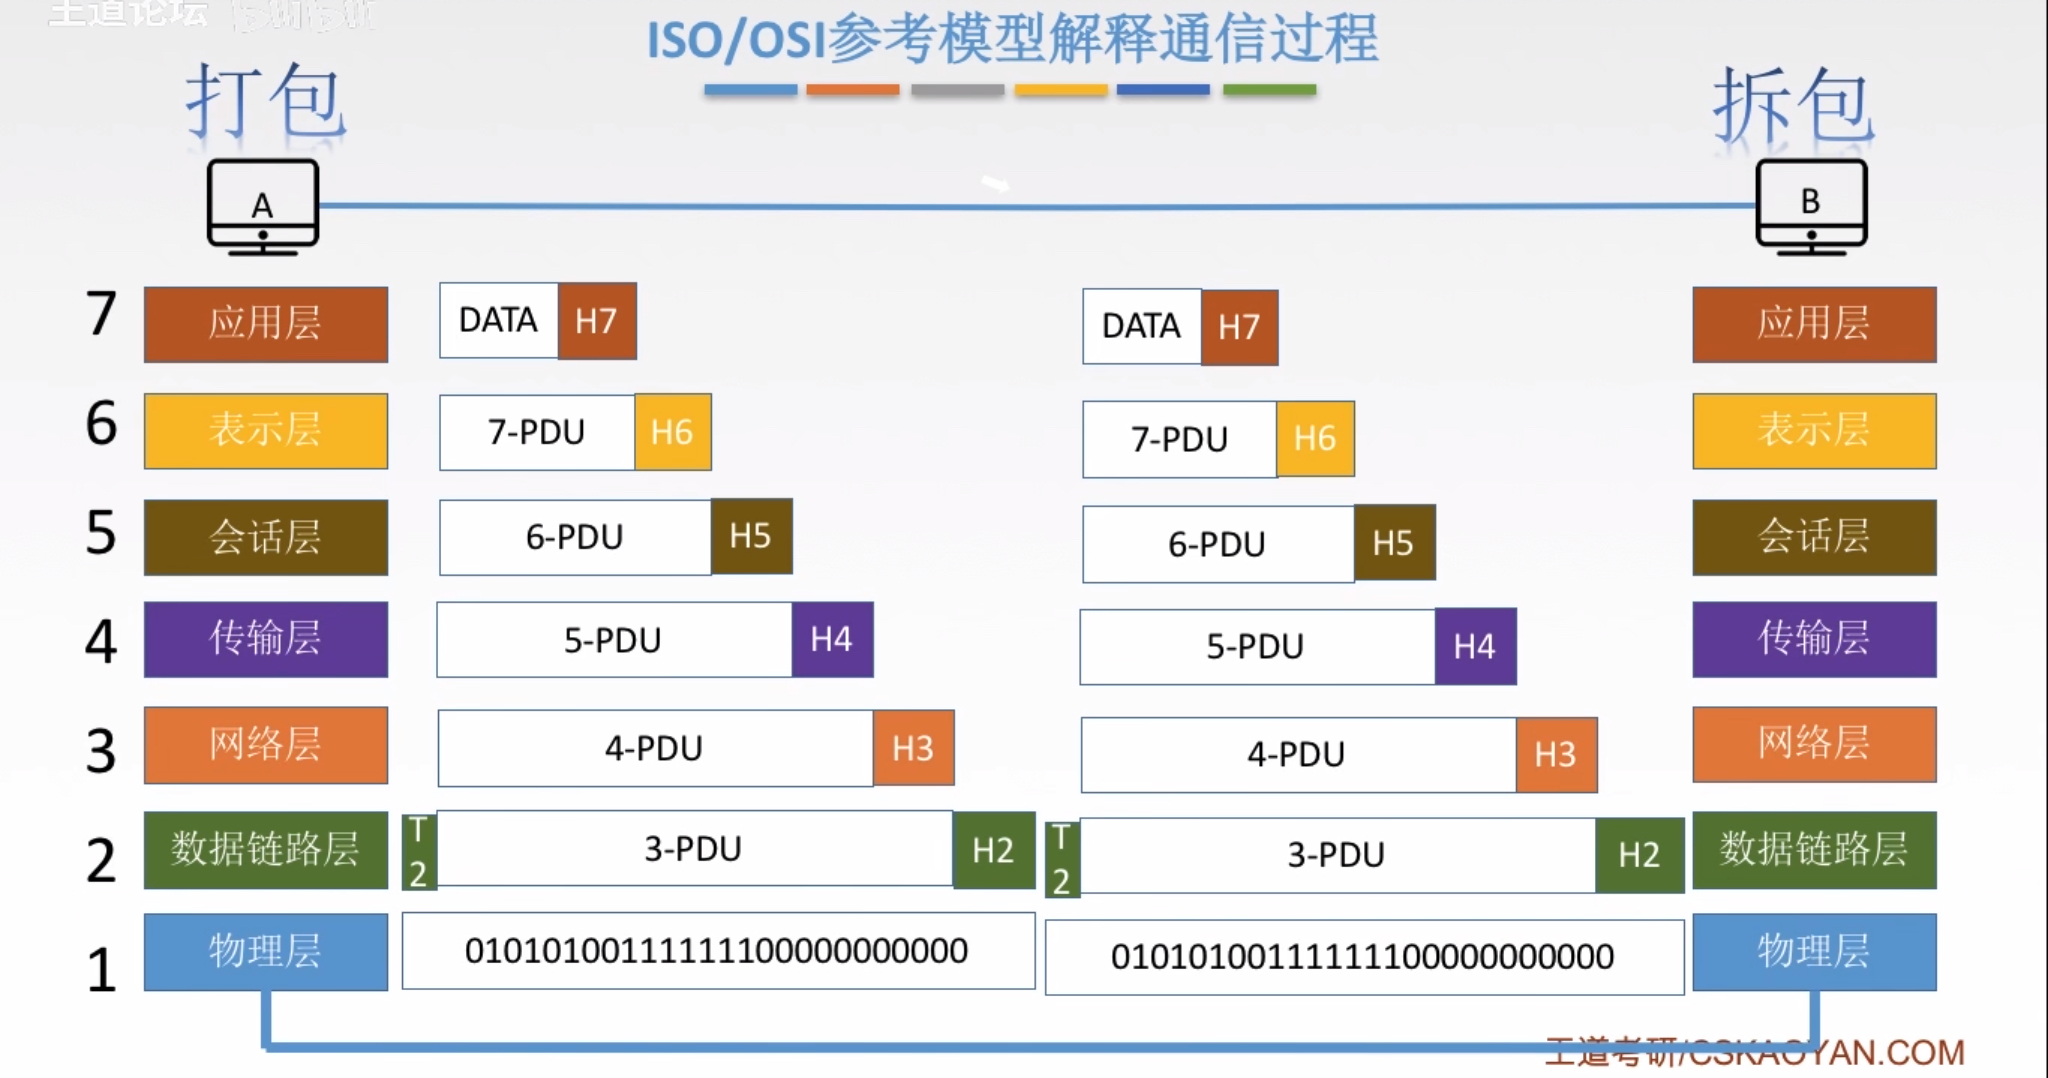 王道论坛 bilibili
ISO/OSI参考模型解释通信过程
打包
拆包
A
B
7 应用层 DATA H7 DATA H7 应用层
6 表示层 7-PDU H6 7-PDU H6 表示层
5 会话层 6-PDU H5 6-PDU H5 会话层
4 传输层 5-PDU H4 5-PDU H4 传输层
3 网络层 4-PDU H3 4-PDU H3 网络层
2 数据链路层 T2 3-PDU H2 T2 3-PDU H2 数据链路层
1 物理层 01010100111111100000000000 01010100111111100000000000 物理层
王道考研/CSKAOYAN.COM